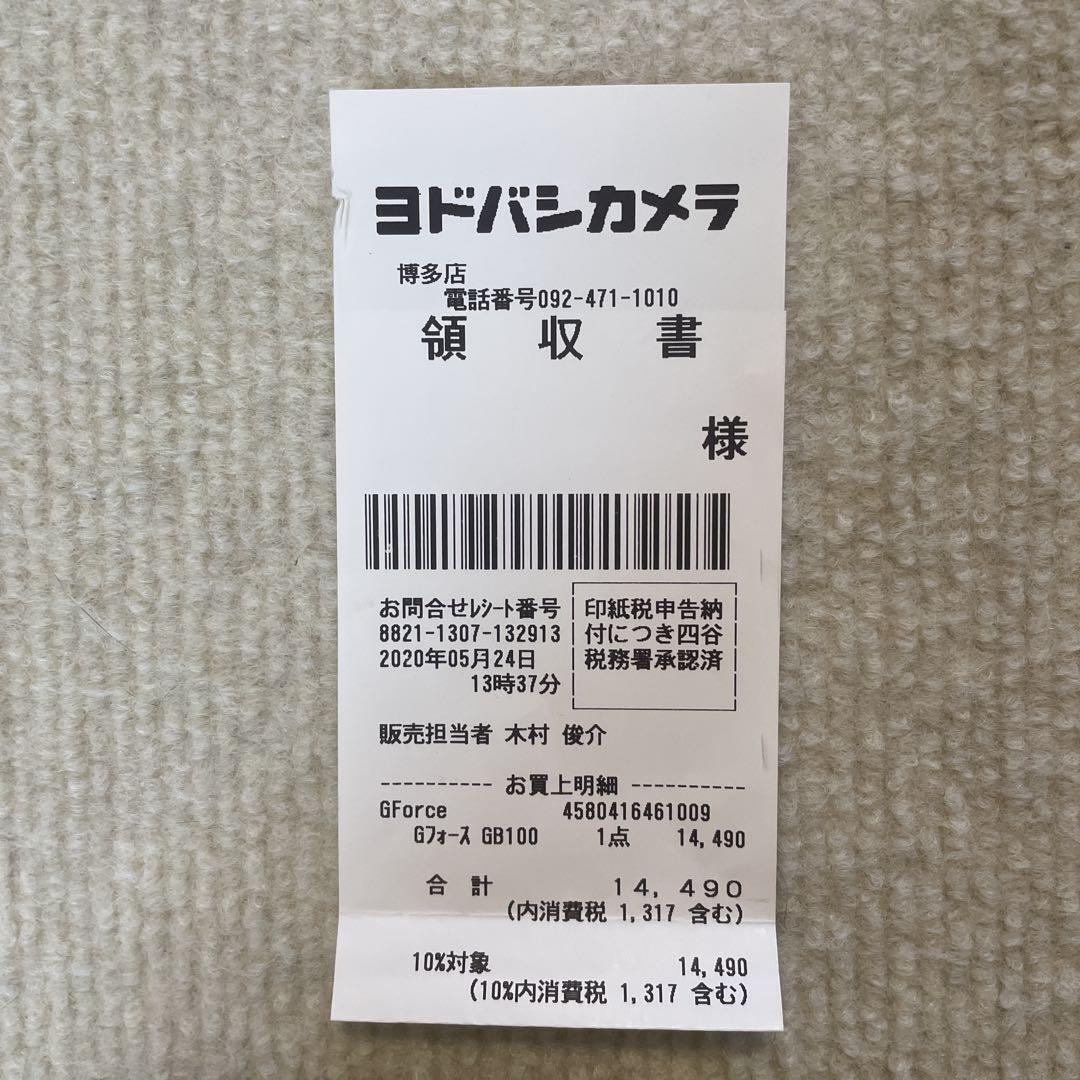 ヨドバシカメラ
博多店
電話番号092-471-1010
領 収 書
様
お問合せﾚｼｰﾄ番号
8821-1307-132913
2020年05月24日
13時37分
印紙税申告納
付につき四谷
税務署承認済
販売担当者 木村 俊介
---------- お買上明細 ----------
GForce 4580416461009
Gﾌｫｰｽ GB100 1点 14,490
合 計 14,490
(内消費税 1,317 含む)
10%対象 14,490
(10%内消費税 1,317 含む)